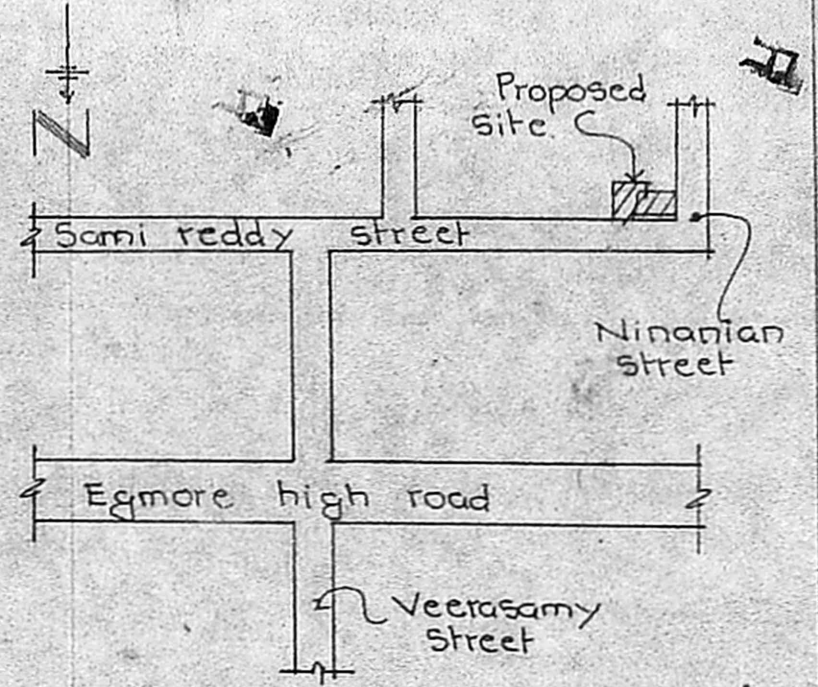 N
Proposed
site.
Sami reddy street
Ninanian
street
Egmore high road
Veerasamy
street